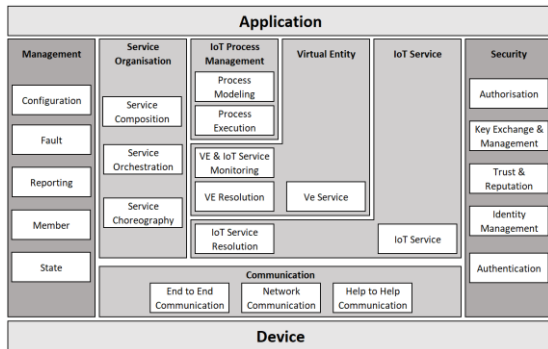 Application
Management
Configuration
Fault
Reporting
Member
State
Service
Organisation
Service
Composition
Service
Orchestration
Service
Choreography
IoT Process
Management
Process
Modeling
Process
Execution
VE & IoT Service
Monitoring
VE Resolution
IoT Service
Resolution
Virtual Entity
Ve Service
IoT Service
IoT Service
Security
Authorisation
Key Exchange &
Management
Trust &
Reputation
Identity
Management
Authentication
Communication
End to End
Communication
Network
Communication
Help to Help
Communication
Device